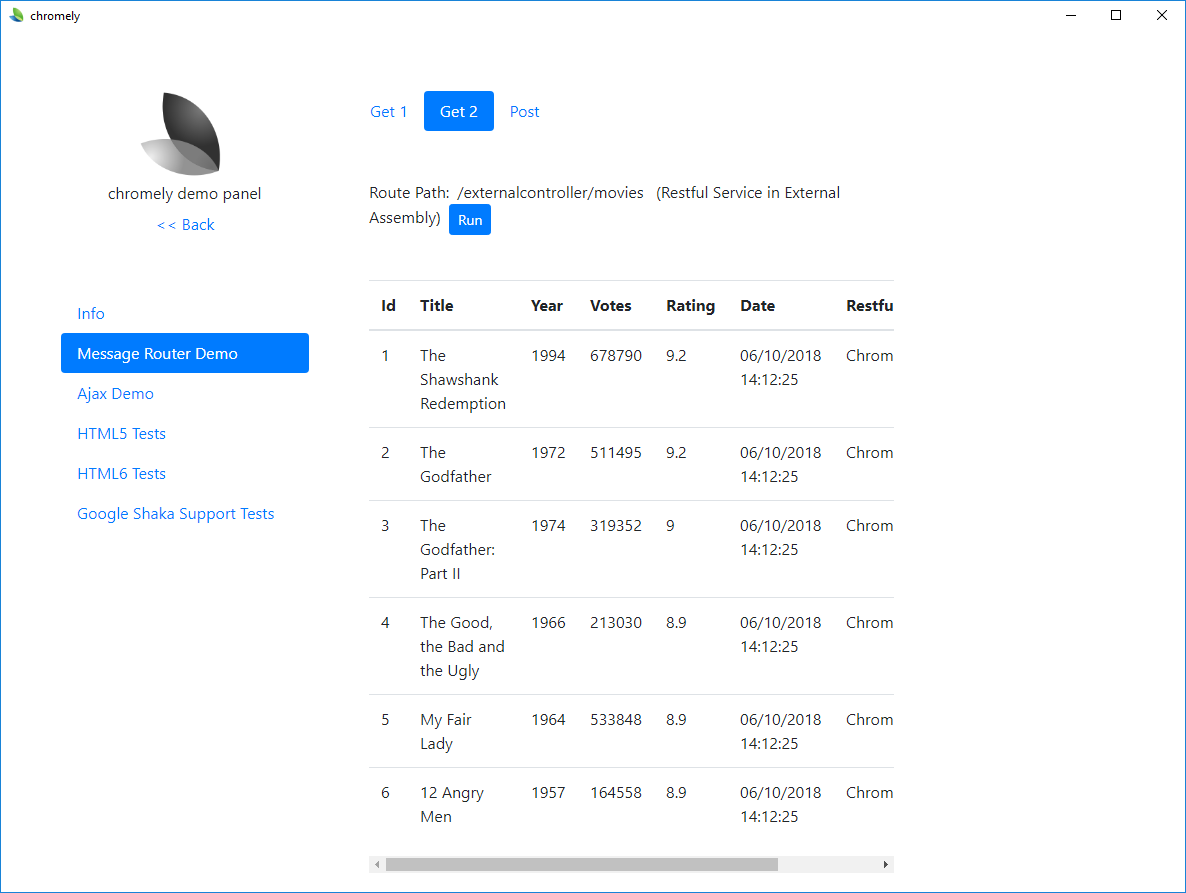 chromely
chromely demo panel
<< Back
Info
Message Router Demo
Ajax Demo
HTML5 Tests
HTML6 Tests
Google Shaka Support Tests
Get 1 Get 2 Post
Route Path: /externalcontroller/movies (Restful Service in External
Assembly) Run
Id Title Year Votes Rating Date Restfu
1 The 1994 678790 9.2 06/10/2018 Chrom
Shawshank 14:12:25
Redemption
2 The 1972 511495 9.2 06/10/2018 Chrom
Godfather 14:12:25
3 The 1974 319352 9 06/10/2018 Chrom
Godfather: 14:12:25
Part II
4 The Good, 1966 213030 8.9 06/10/2018 Chrom
the Bad and 14:12:25
the Ugly
5 My Fair 1964 533848 8.9 06/10/2018 Chrom
Lady 14:12:25
6 12 Angry 1957 164558 8.9 06/10/2018 Chrom
Men 14:12:25